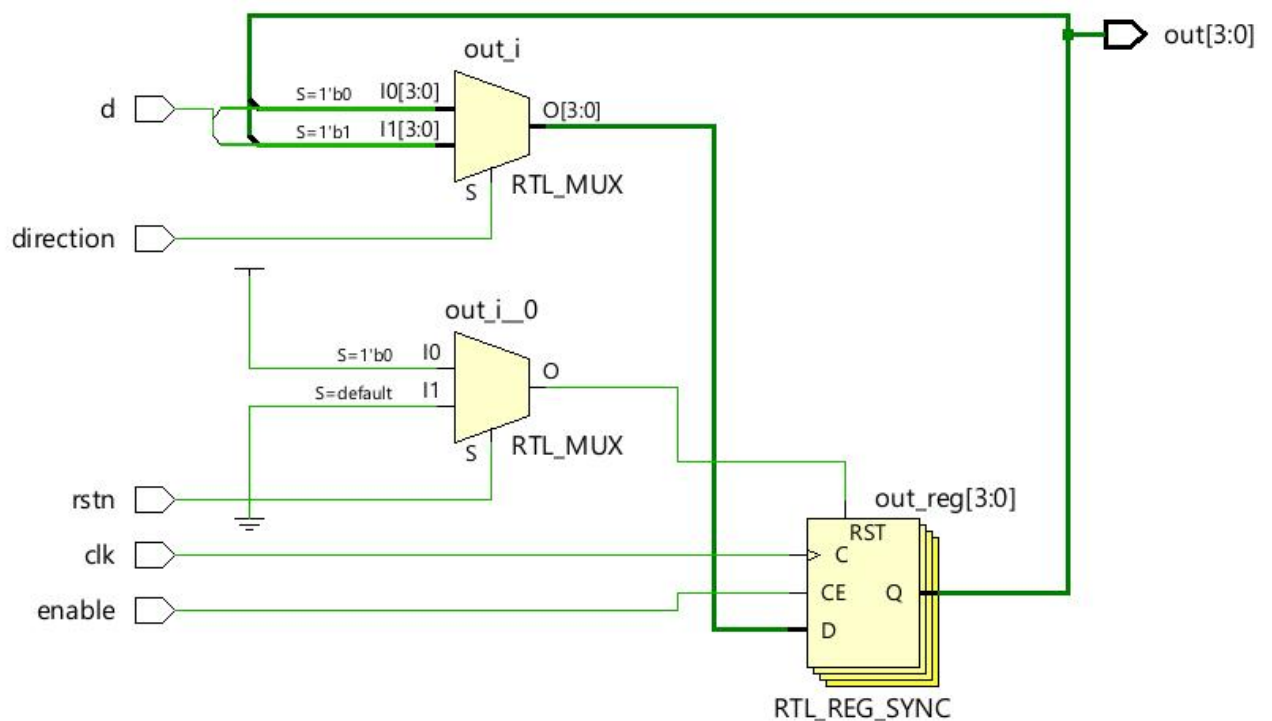 out_i
out[3:0]
d
S=1'b0
I0[3:0]
S=1'b1
I1[3:0]
O[3:0]
S
RTL_MUX
direction
out_i__0
S=1'b0
I0
S=default
I1
O
S
RTL_MUX
rstn
out_reg[3:0]
RST
clk
C
enable
CE
Q
D
RTL_REG_SYNC